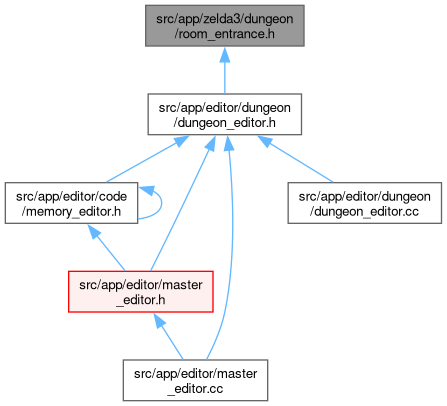 src/app/zelda3/dungeon
/room_entrance.h
src/app/editor/dungeon
/dungeon_editor.h
src/app/editor/code
/memory_editor.h
src/app/editor/dungeon
/dungeon_editor.cc
src/app/editor/master
_editor.h
src/app/editor/master
_editor.cc